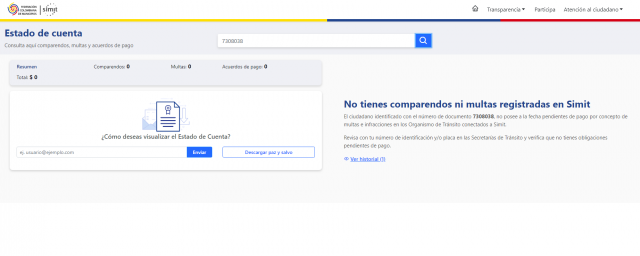 FEDERACIÓN COLOMBIANA DE MUNICIPIOS
simit
Transparencia
Participa
Atención al ciudadano
Estado de cuenta
Consulta aquí comparendos, multas y acuerdos de pago
7308038
Resumen
Comparendos: 0
Multas: 0
Acuerdos de pago: 0
Total: $ 0
¿Cómo deseas visualizar el Estado de Cuenta?
ej. usuario@ejemplo.com
Enviar
Descargar paz y salvo
No tienes comparendos ni multas registradas en Simit
El ciudadano identificado con el número de documento 7308038, no posee a la fecha pendientes de pago por concepto de
multas e infracciones en los Organismo de Tránsito conectados a Simit.
Revisa con tu número de identificación y/o placa en las Secretarías de Tránsito y verifica que no tienes obligaciones
pendientes de pago.
Ver historial (1)